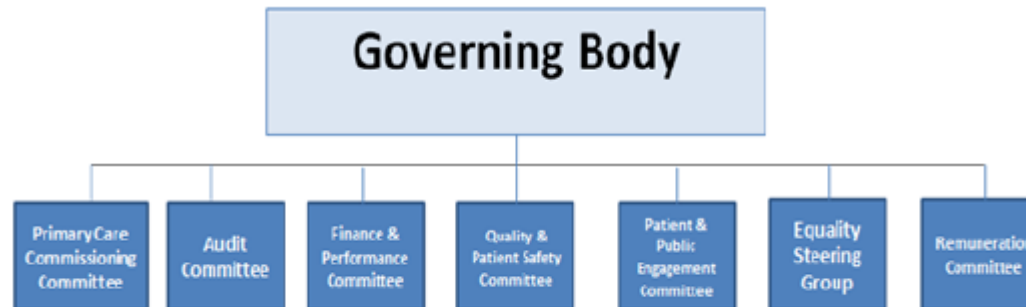 Governing Body
Primary Care
Commissioning
Committee
Audit
Committee
Finance &
Performance
Committee
Quality &
Patient Safety
Committee
Patient &
Public
Engagement
Committee
Equality
Steering
Group
Remuneration
Committee